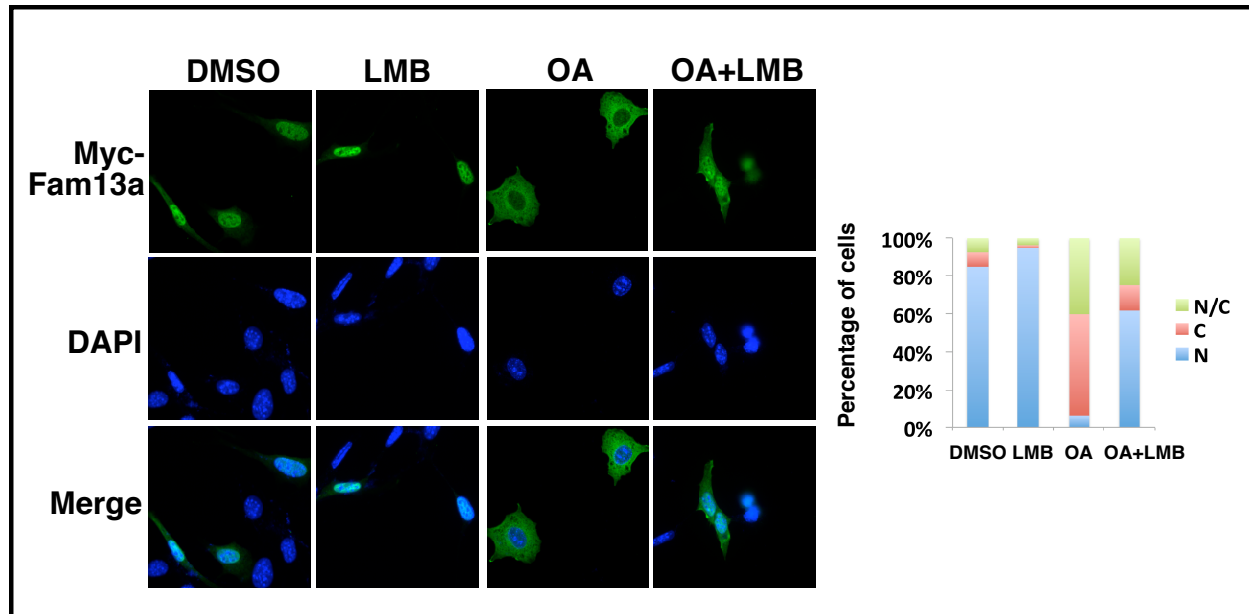 DMSO LMB OA OA+LMB
Myc-
Fam13a
DAPI
Merge
Percentage of cells
100%
80%
60%
40%
20%
0%
DMSO LMB OA OA+LMB
N/C
C
N